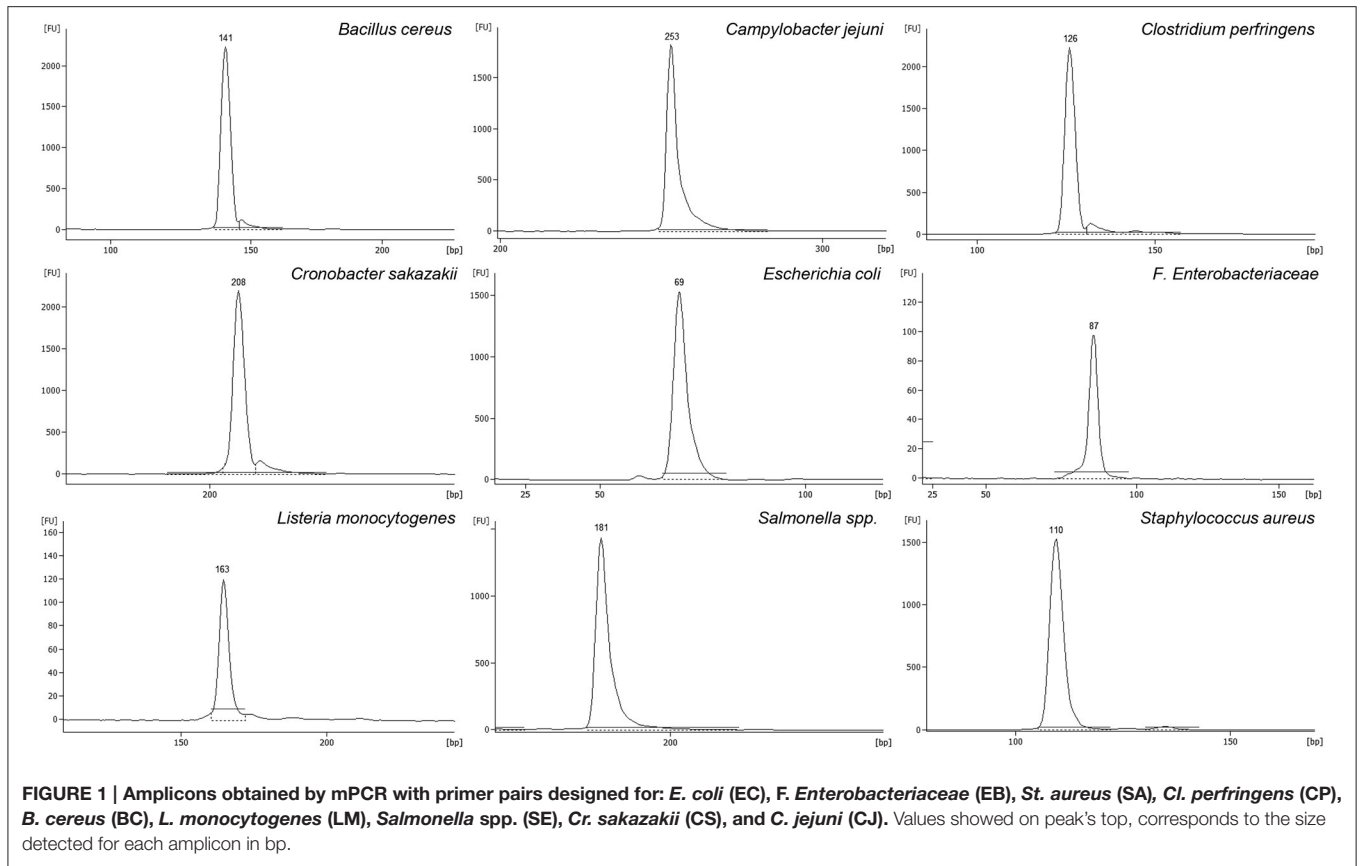 Bacillus cereus
[FU]
141
2000
1500
1000
500
0
100
150
200
[bp]
Campylobacter jejuni
[FU]
253
1500
1000
500
0
200
300
[bp]
Clostridium perfringens
[FU]
126
2000
1500
1000
500
0
100
150
[bp]
Cronobacter sakazakii
[FU]
208
2000
1500
1000
500
0
200
[bp]
Escherichia coli
[FU]
69
1500
1000
500
0
25
50
100
[bp]
F. Enterobacteriaceae
[FU]
87
120
100
80
60
40
20
0
25
50
100
150
[bp]
Listeria monocytogenes
[FU]
163
160
140
120
100
80
60
40
20
0
150
200
[bp]
Salmonella spp.
[FU]
181
1000
500
0
200
[bp]
Staphylococcus aureus
[FU]
110
1500
1000
500
0
100
150
[bp]
FIGURE 1 | Amplicons obtained by mPCR with primer pairs designed for: E. coli (EC), F. Enterobacteriaceae (EB), St. aureus (SA), Cl. perfringens (CP),
B. cereus (BC), L. monocytogenes (LM), Salmonella spp. (SE), Cr. sakazakii (CS), and C. jejuni (CJ). Values showed on peak's top, corresponds to the size
detected for each amplicon in bp.